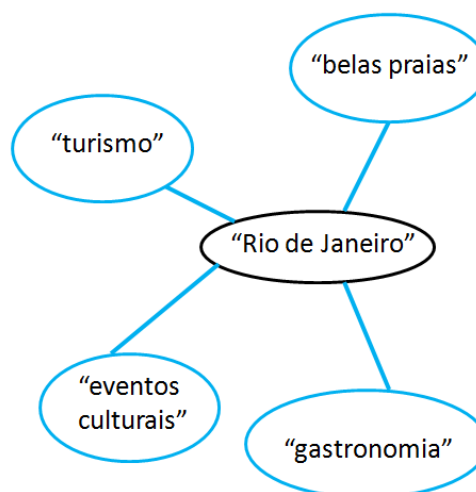 “belas praias”
“turismo”
“Rio de Janeiro”
“eventos
culturais”
“gastronomia”